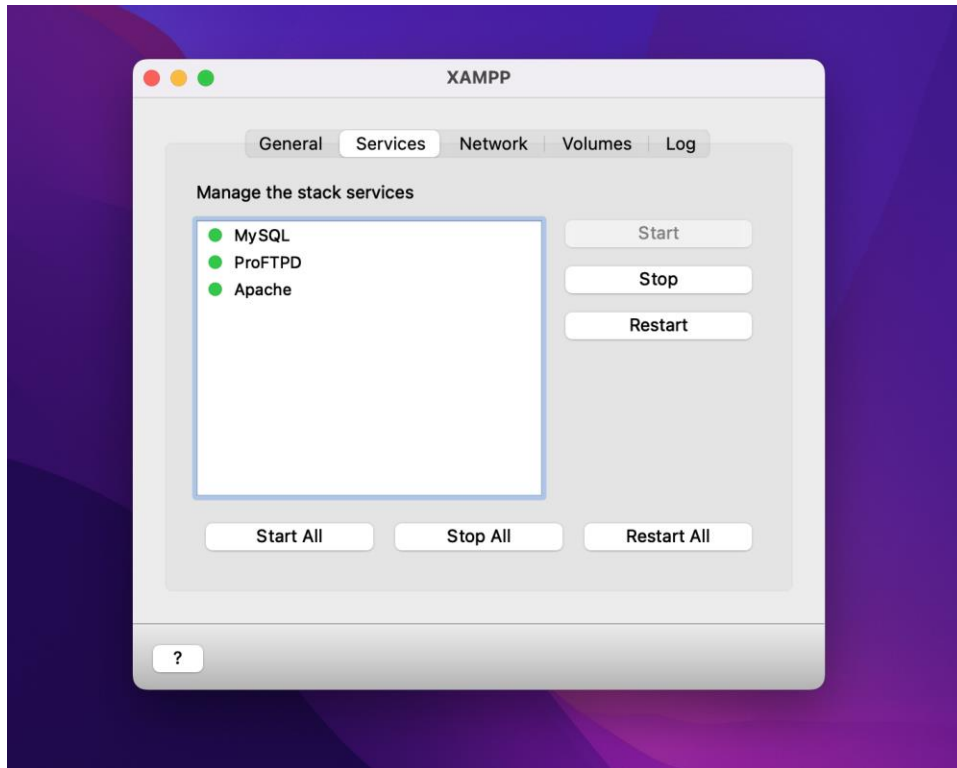 XAMPP
General Services Network Volumes Log
Manage the stack services
MySQL
ProFTPD
Apache
Start
Stop
Restart
Start All Stop All Restart All
?